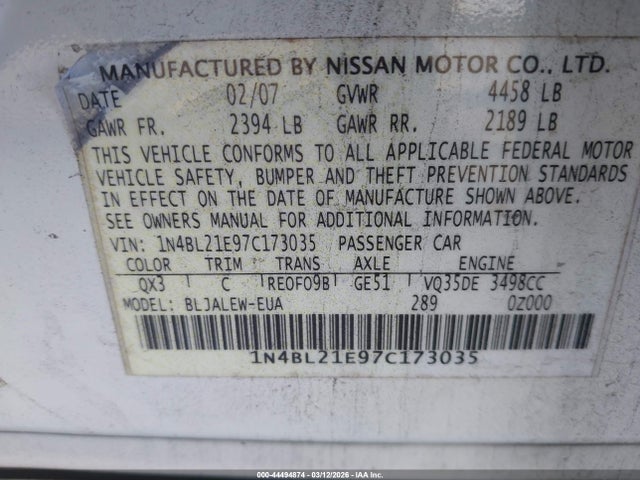 MANUFACTURED BY NISSAN MOTOR CO., LTD.
DATE 02/07 GVWR 4458 LB
GAWR FR. 2394 LB GAWR RR. 2189 LB
THIS VEHICLE CONFORMS TO ALL APPLICABLE FEDERAL MOTOR
VEHICLE SAFETY, BUMPER AND THEFT PREVENTION STANDARDS
IN EFFECT ON THE DATE OF MANUFACTURE SHOWN ABOVE.
SEE OWNERS MANUAL FOR ADDITIONAL INFORMATION.
VIN: 1N4BL21E97C173035 PASSENGER CAR
COLOR TRIM TRANS AXLE ENGINE
QX3 C RE0F09B GE51 VQ35DE 3498CC
MODEL: BLJALEW-EUA 289 0Z000
1N4BL21E97C173035
000-44494874 | 03/12/2026 - IAA Inc.